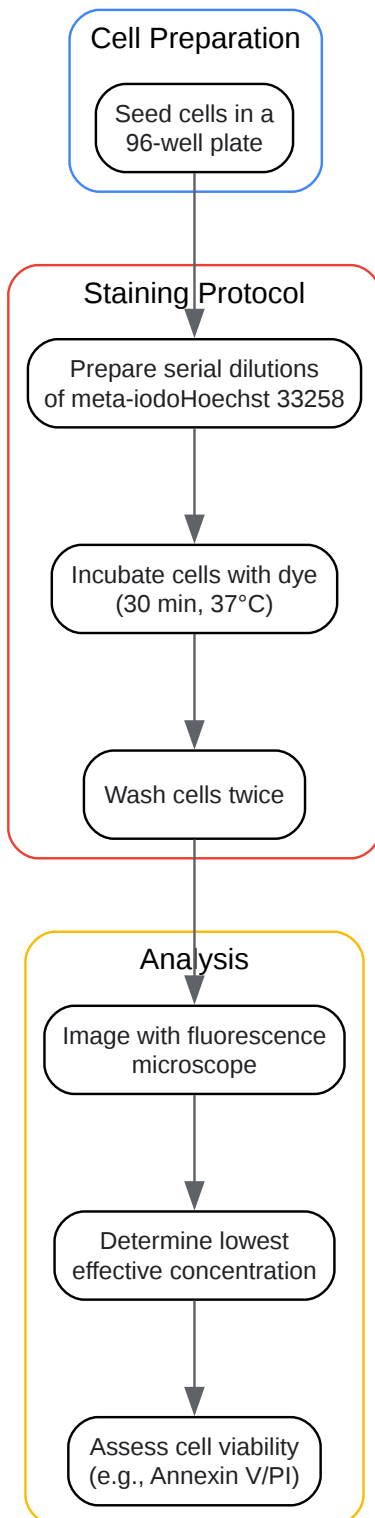 Cell Preparation
Seed cells in a
96-well plate
Staining Protocol
Prepare serial dilutions
of meta-iodoHoechst 33258
Incubate cells with dye
(30 min, 37°C)
Wash cells twice
Analysis
Image with fluorescence
microscope
Determine lowest
effective concentration
Assess cell viability
(e.g., Annexin V/PI)